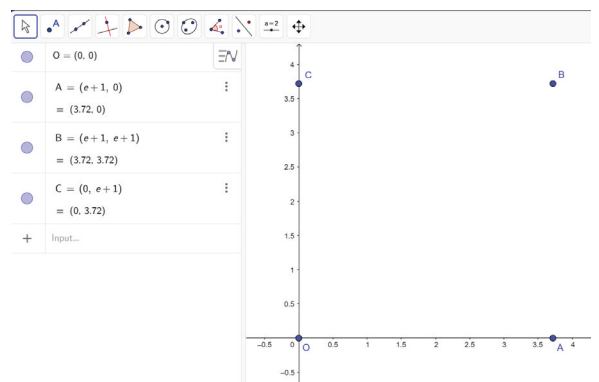 A
a=2
O = (0, 0)
A = (e+1, 0)
= (3.72, 0)
B = (e+1, e+1)
= (3.72, 3.72)
C = (0, e+1)
= (0, 3.72)
+ Input...
4
3.5
3
2.5
2
1.5
1
0.5
-0.5
-0.5 0 0.5 1 1.5 2 2.5 3 3.5 4
C
B
O
A